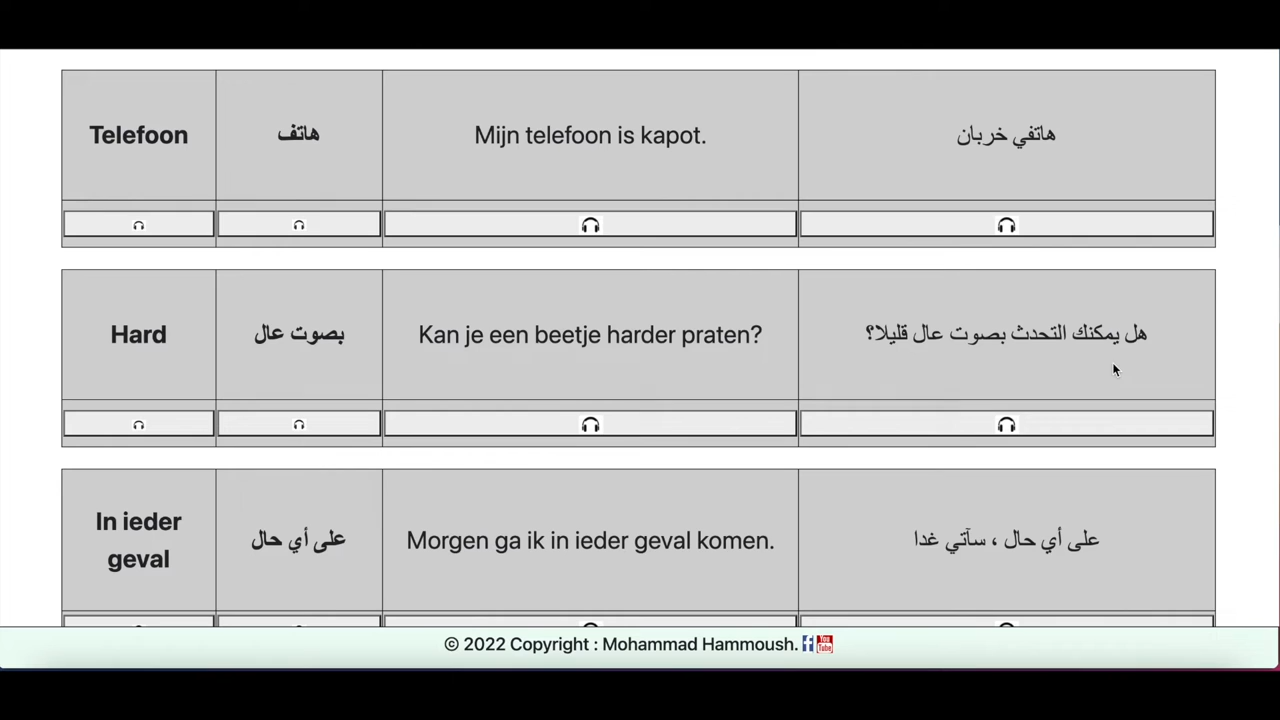 Telefoon
هاتف
Mijn telefoon is kapot.
هاتفي خربان
Hard
بصوت عال
Kan je een beetje harder praten?
هل يمكنك التحدث بصوت عال قليلا؟
In ieder
geval
على أي حال
Morgen ga ik in ieder geval komen.
على أي حال ، سآتي غدا
© 2022 Copyright : Mohammad Hammoush.
You
Tube